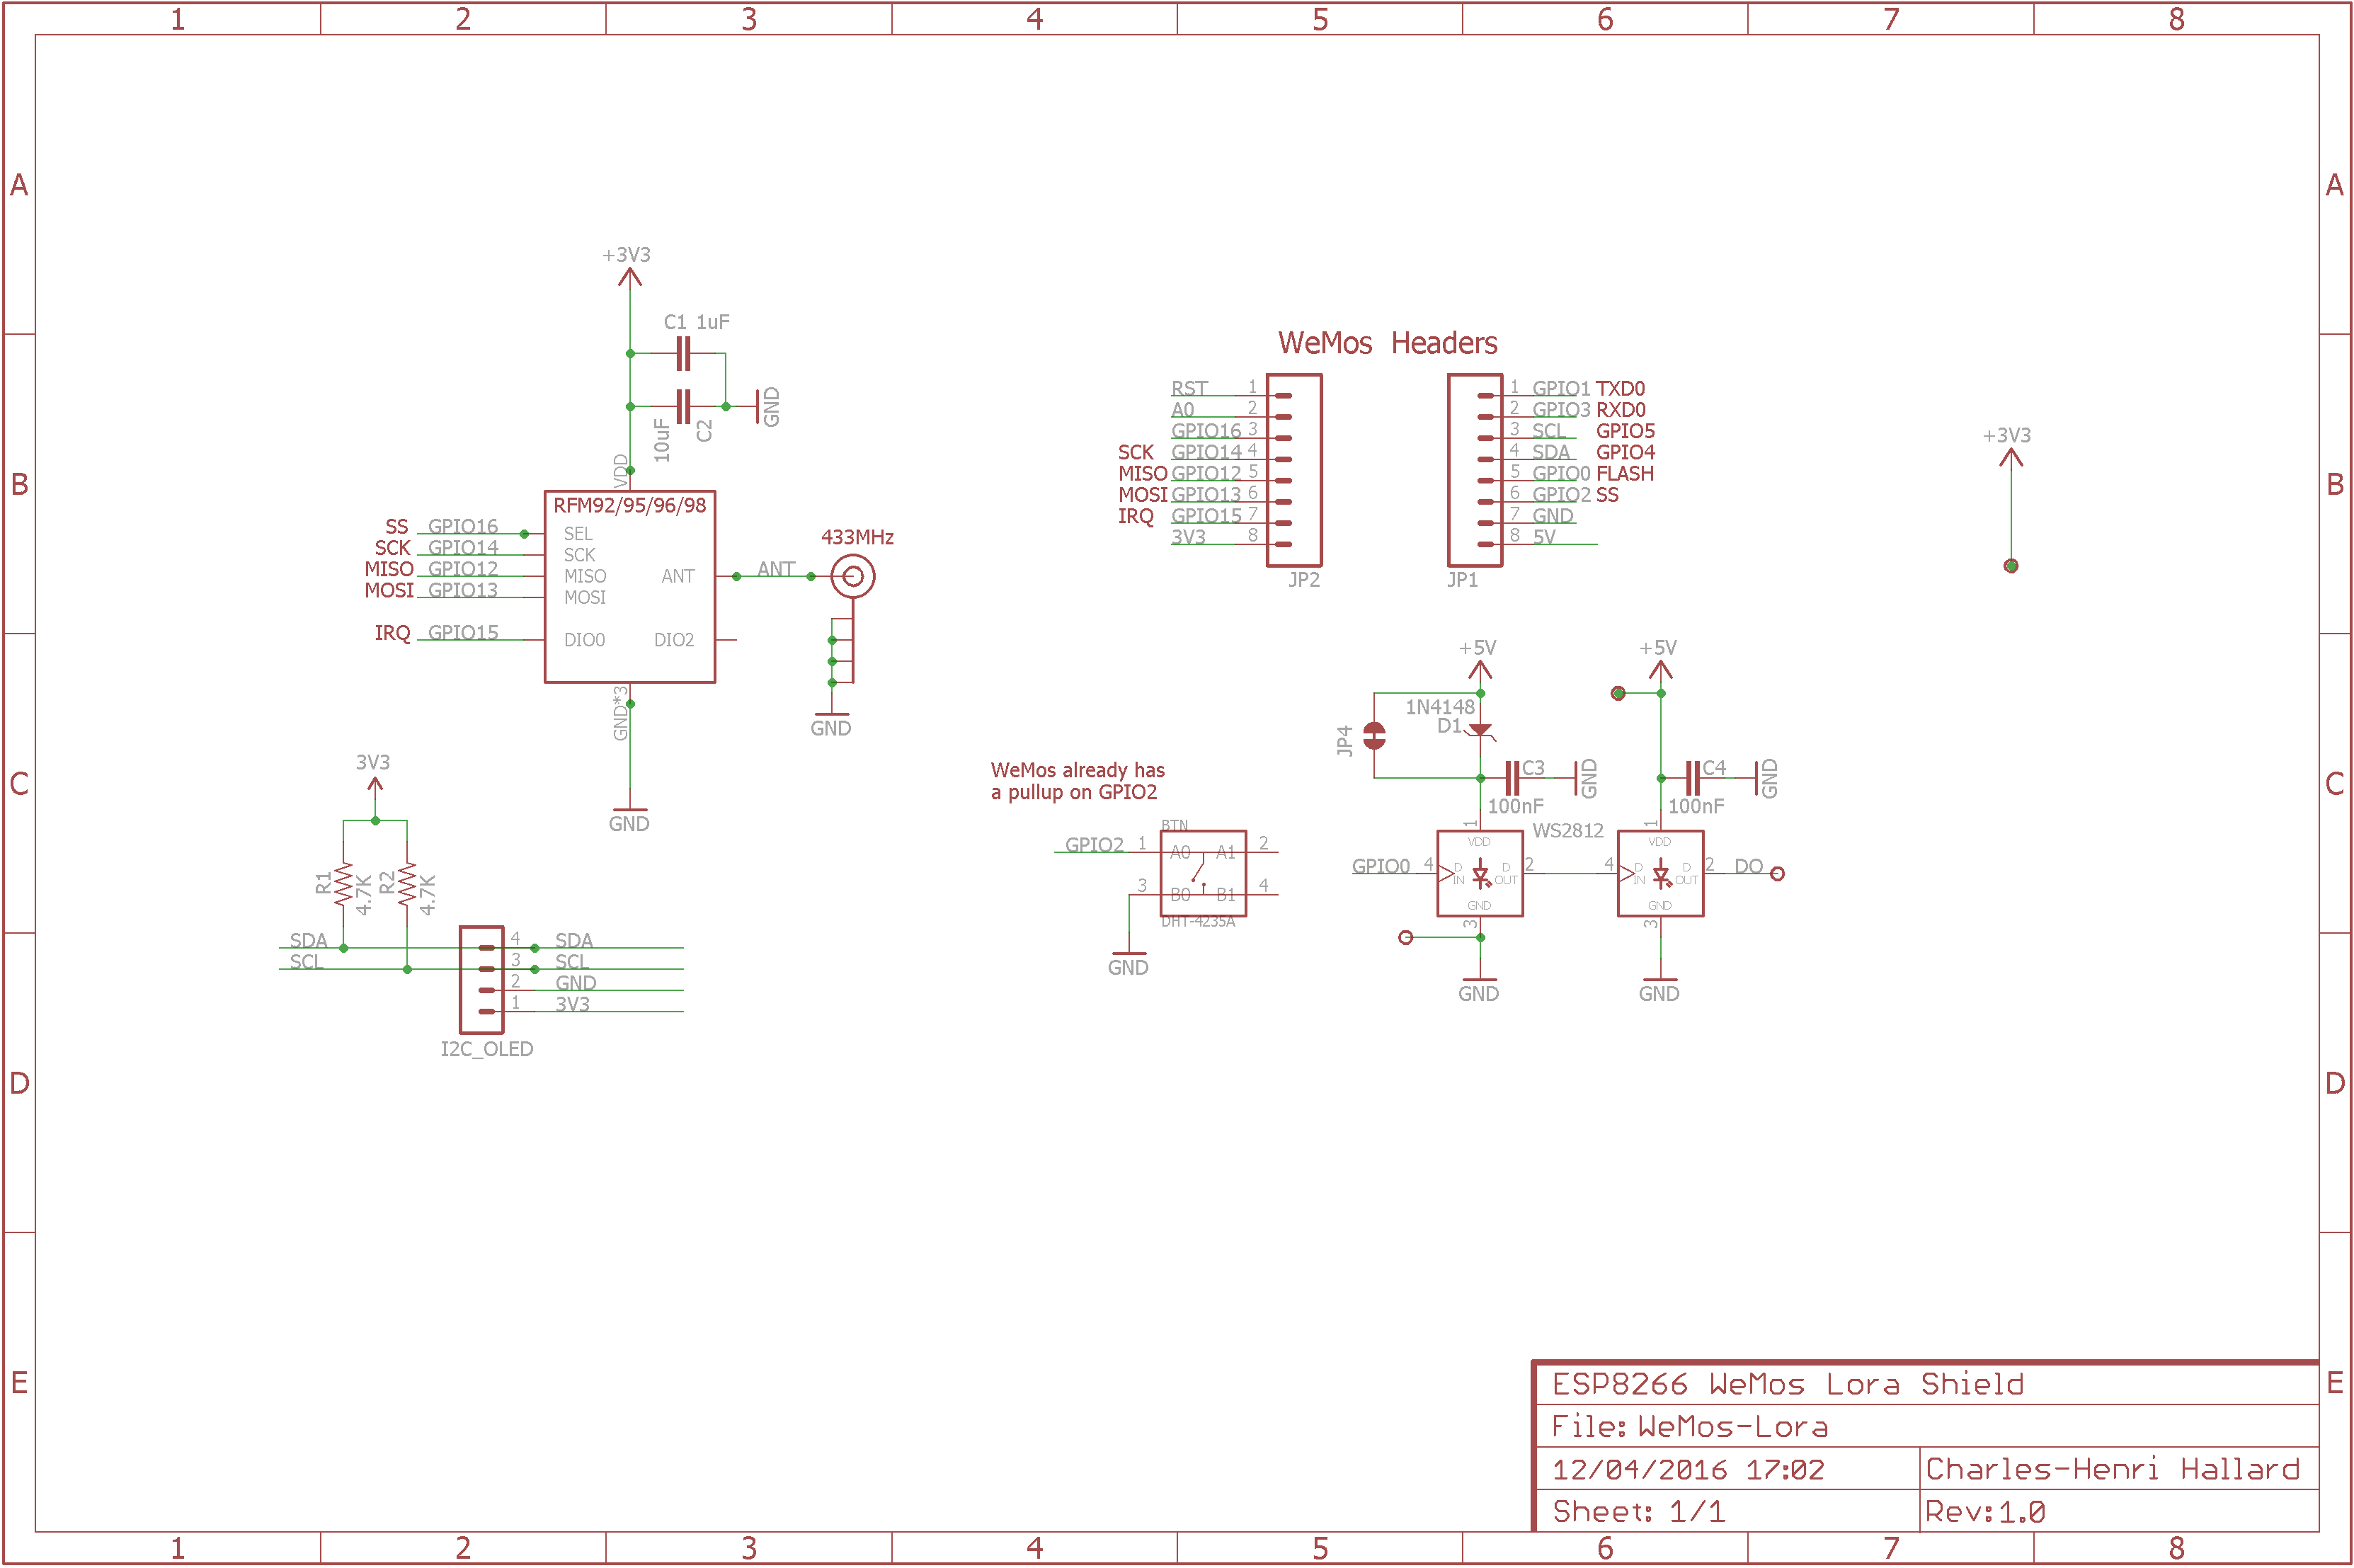 1 2 3 4 5 6 7 8
A A
B B
C C
D D
E E
+3V3
C1 1uF
10uF
C2
GND
VDD
RFM92/95/96/98
SS GPIO16 SEL
SCK GPIO14 SCK
MISO GPIO12 MISO
MOSI GPIO13 MOSI
IRQ GPIO15 DIO0 DIO2
ANT ANT
433MHz
GND
GND*3
GND
3V3
R1
4.7K
R2
4.7K
SDA 4 SDA
SCL 3 SCL
2 GND
1 3V3
I2C_OLED
WeMos Headers
RST 1
A0 2
GPIO16 3
SCK GPIO14 4
MISO GPIO12 5
MOSI GPIO13 6
IRQ GPIO15 7
3V3 8
JP2
1 GPIO1 TXD0
2 GPIO3 RXD0
3 SCL GPIO5
4 SDA GPIO4
5 GPIO0 FLASH
6 GPIO2 SS
7 GND
8 5V
JP1
+3V3
WeMos already has
a pullup on GPIO2
BTN
GPIO2 1 A0 A1 2
3 B0 B1 4
DHT-4235A
GND
+5V
1N4148
D1
JP4
C3
100nF
GND
1
VDD
WS2812
GPIO0 4 D IN D OUT 2
GND
3
GND
+5V
C4
100nF
GND
1
VDD
4 D IN D OUT 2 DO
GND
3
GND
ESP8266 WeMos Lora Shield
File: WeMos-Lora
12/04/2016 17:02 Charles-Henri Hallard
Sheet: 1/1 Rev:1.0
1 2 3 4 5 6 7 8